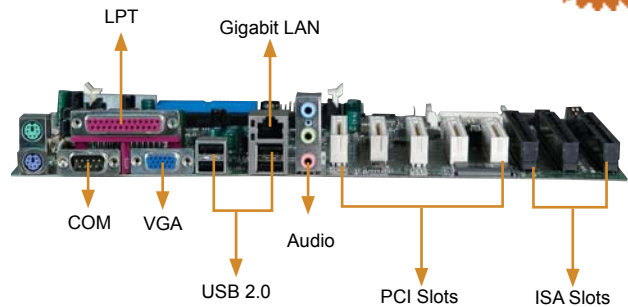 LPT
Gigabit LAN
COM
VGA
Audio
USB 2.0
PCI Slots
ISA Slots